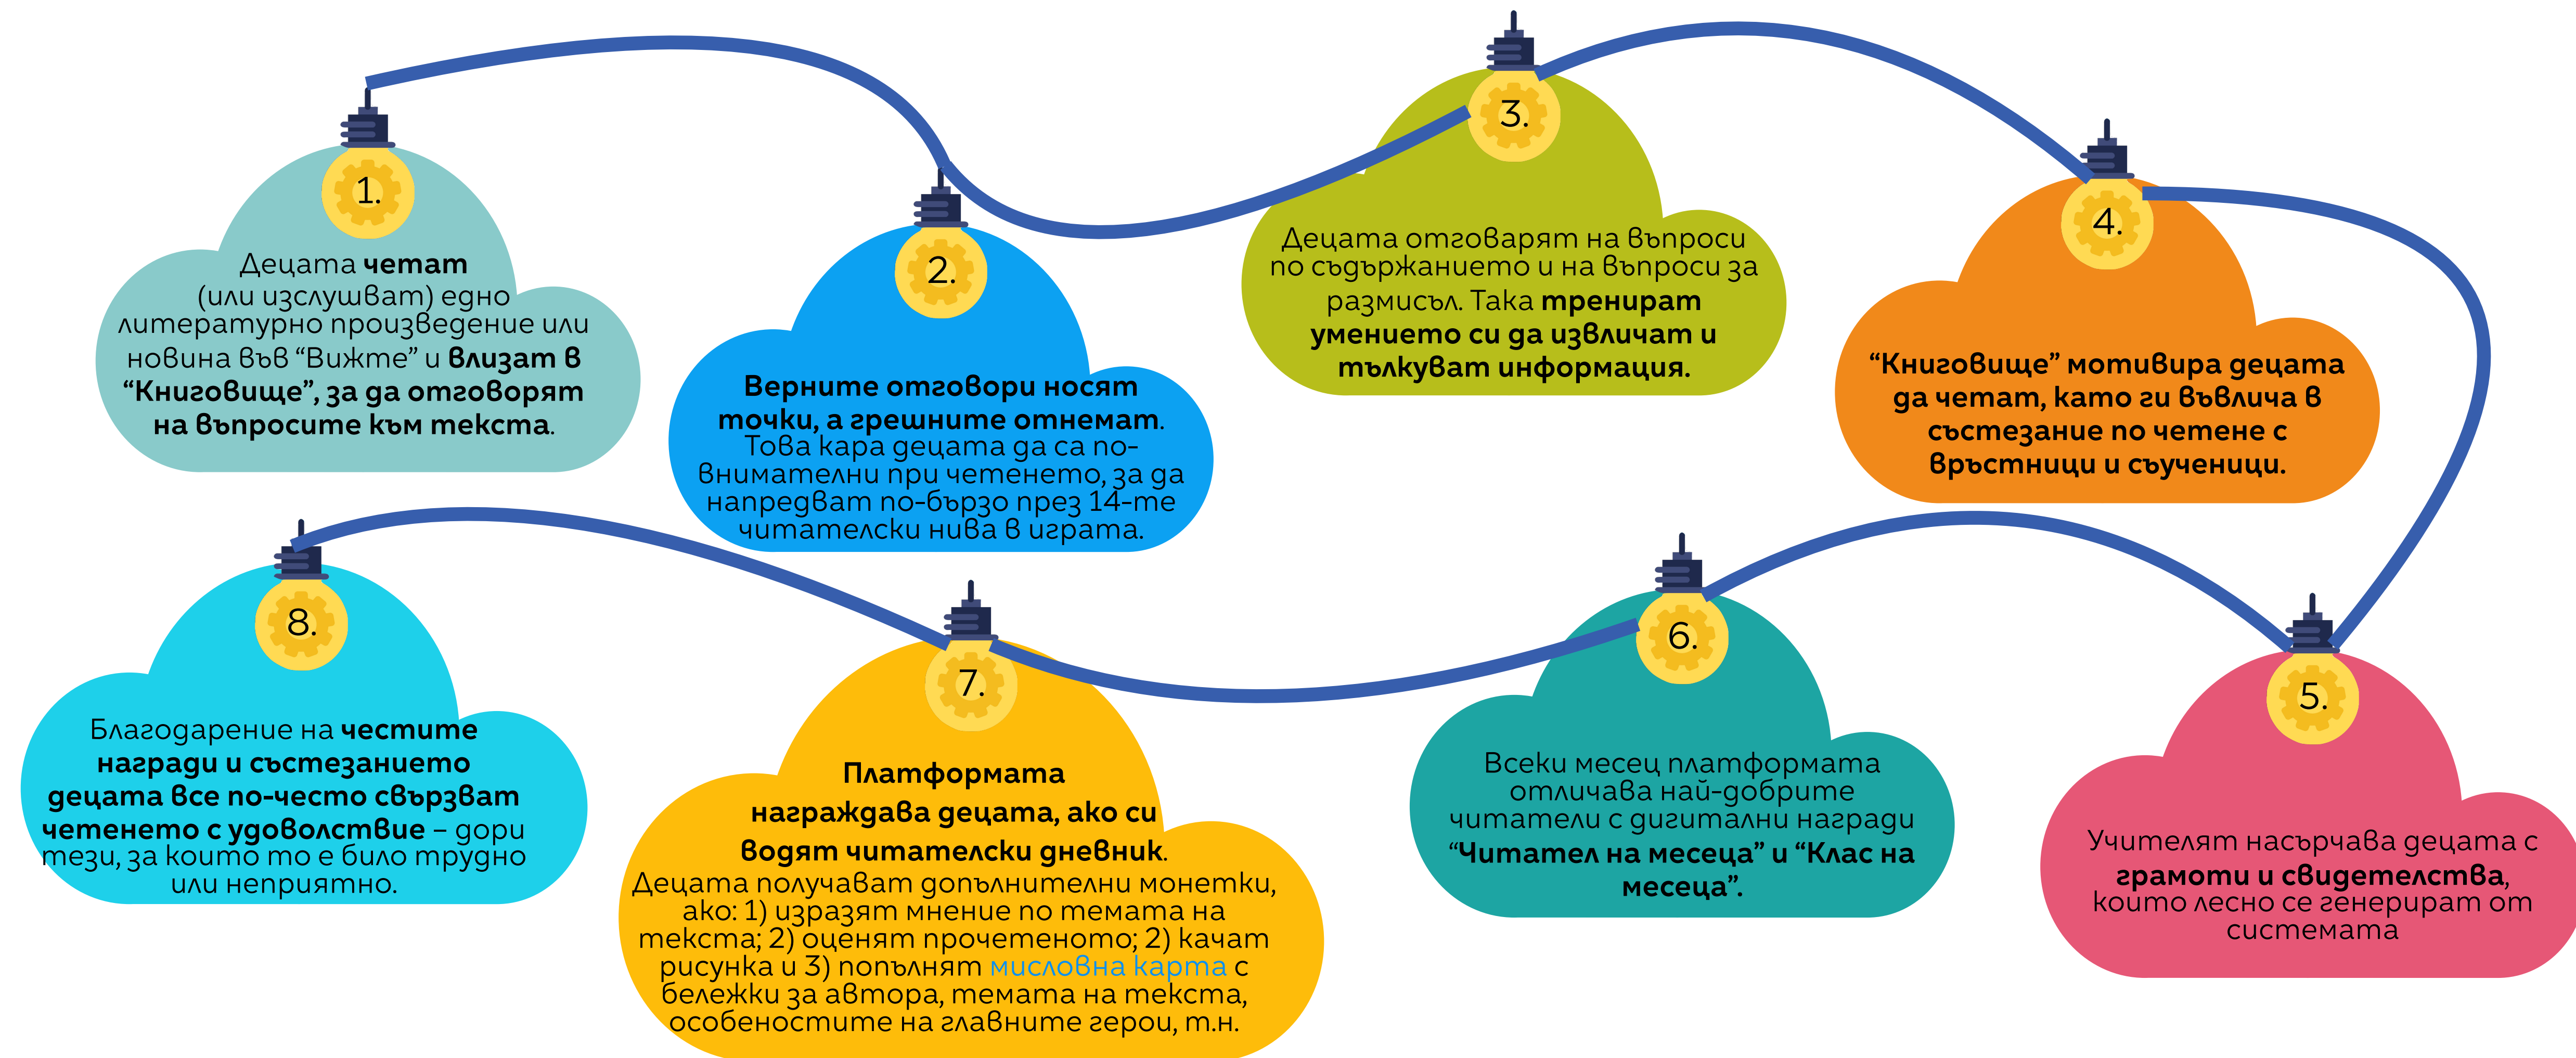 1.
Децата четат
(или изслушват) едно
литературно произведение или
новина във “Вижте” и влизат в
“Книговище”, за да отговорят
на въпросите към текста.
2.
Верните отговори носят
точки, а грешните отнемат.
Това кара децата да са по-
внимателни при четенето, за да
напредват по-бързо през 14-те
читателски нива в играта.
3.
Децата отговарят на въпроси
по съдържанието и на въпроси за
размисъл. Така тренират
умението си да извличат и
тълкуват информация.
4.
“Книговище” мотивира децата
да четат, като ги въвлича в
състезание по четене с
връстници и съученици.
5.
Учителят насърчава децата с
грамоти и свидетелства,
които лесно се генерират от
системата
6.
Всеки месец платформата
отличава най-добрите
читатели с дигитални награди
“Читател на месеца” и “Клас на
месеца”.
7.
Платформата
награждава децата, ако си
водят читателски дневник.
Децата получават допълнителни монетки,
ако: 1) изразят мнение по темата на
текста; 2) оценят прочетеното; 2) качат
рисунка и 3) попълнят мисловна карта с
бележки за автора, темата на текста,
особеностите на главните герои, т.н.
8.
Благодарение на честите
награди и състезанието
децата все по-често свързват
четенето с удоволствие – дори
тези, за които то е било трудно
или неприятно.